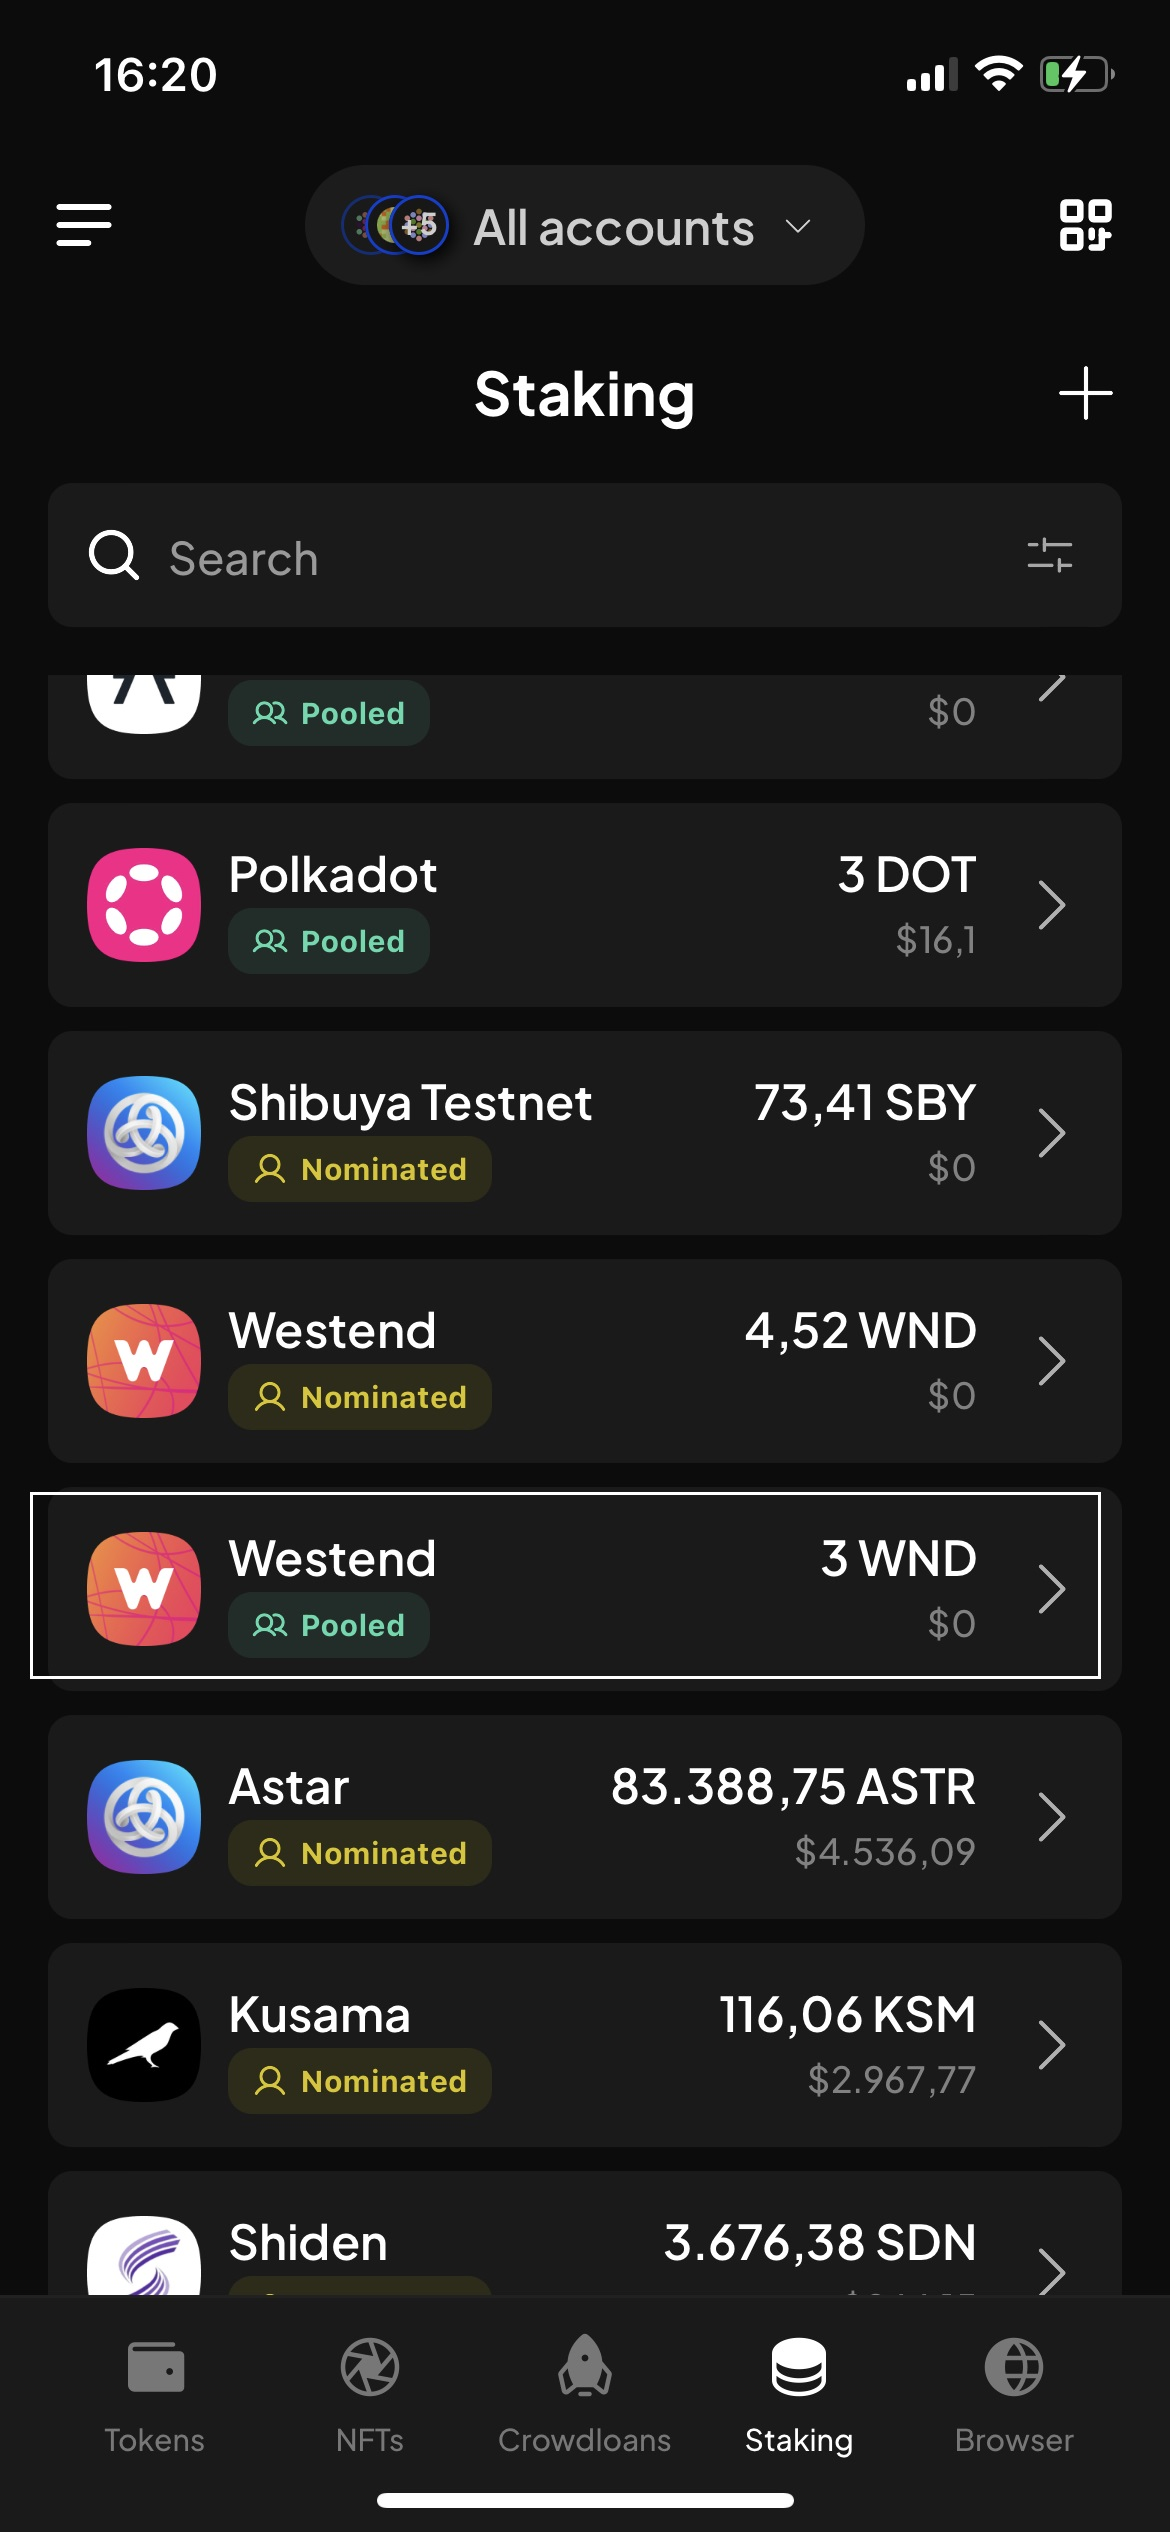 16:20
+5 All accounts
Staking
Search
Pooled
$0
Polkadot 3 DOT
Pooled $16,1
Shibuya Testnet 73,41 SBY
Nominated $0
Westend 4,52 WND
Nominated $0
Westend 3 WND
Pooled $0
Astar 83.388,75 ASTR
Nominated $4.536,09
Kusama 116,06 KSM
Nominated $2.967,77
Shiden 3.676,38 SDN
Tokens NFTs Crowdloans Staking Browser